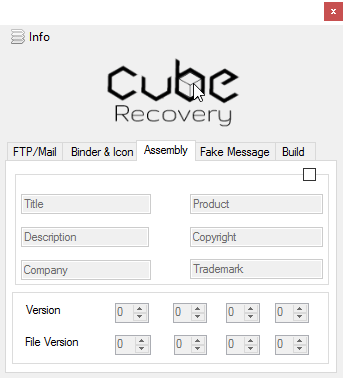 x
Info
cube
Recovery
FTP/Mail Binder & Icon Assembly Fake Message Build
Title Product
Description Copyright
Company Trademark
Version 0 0 0 0
File Version 0 0 0 0